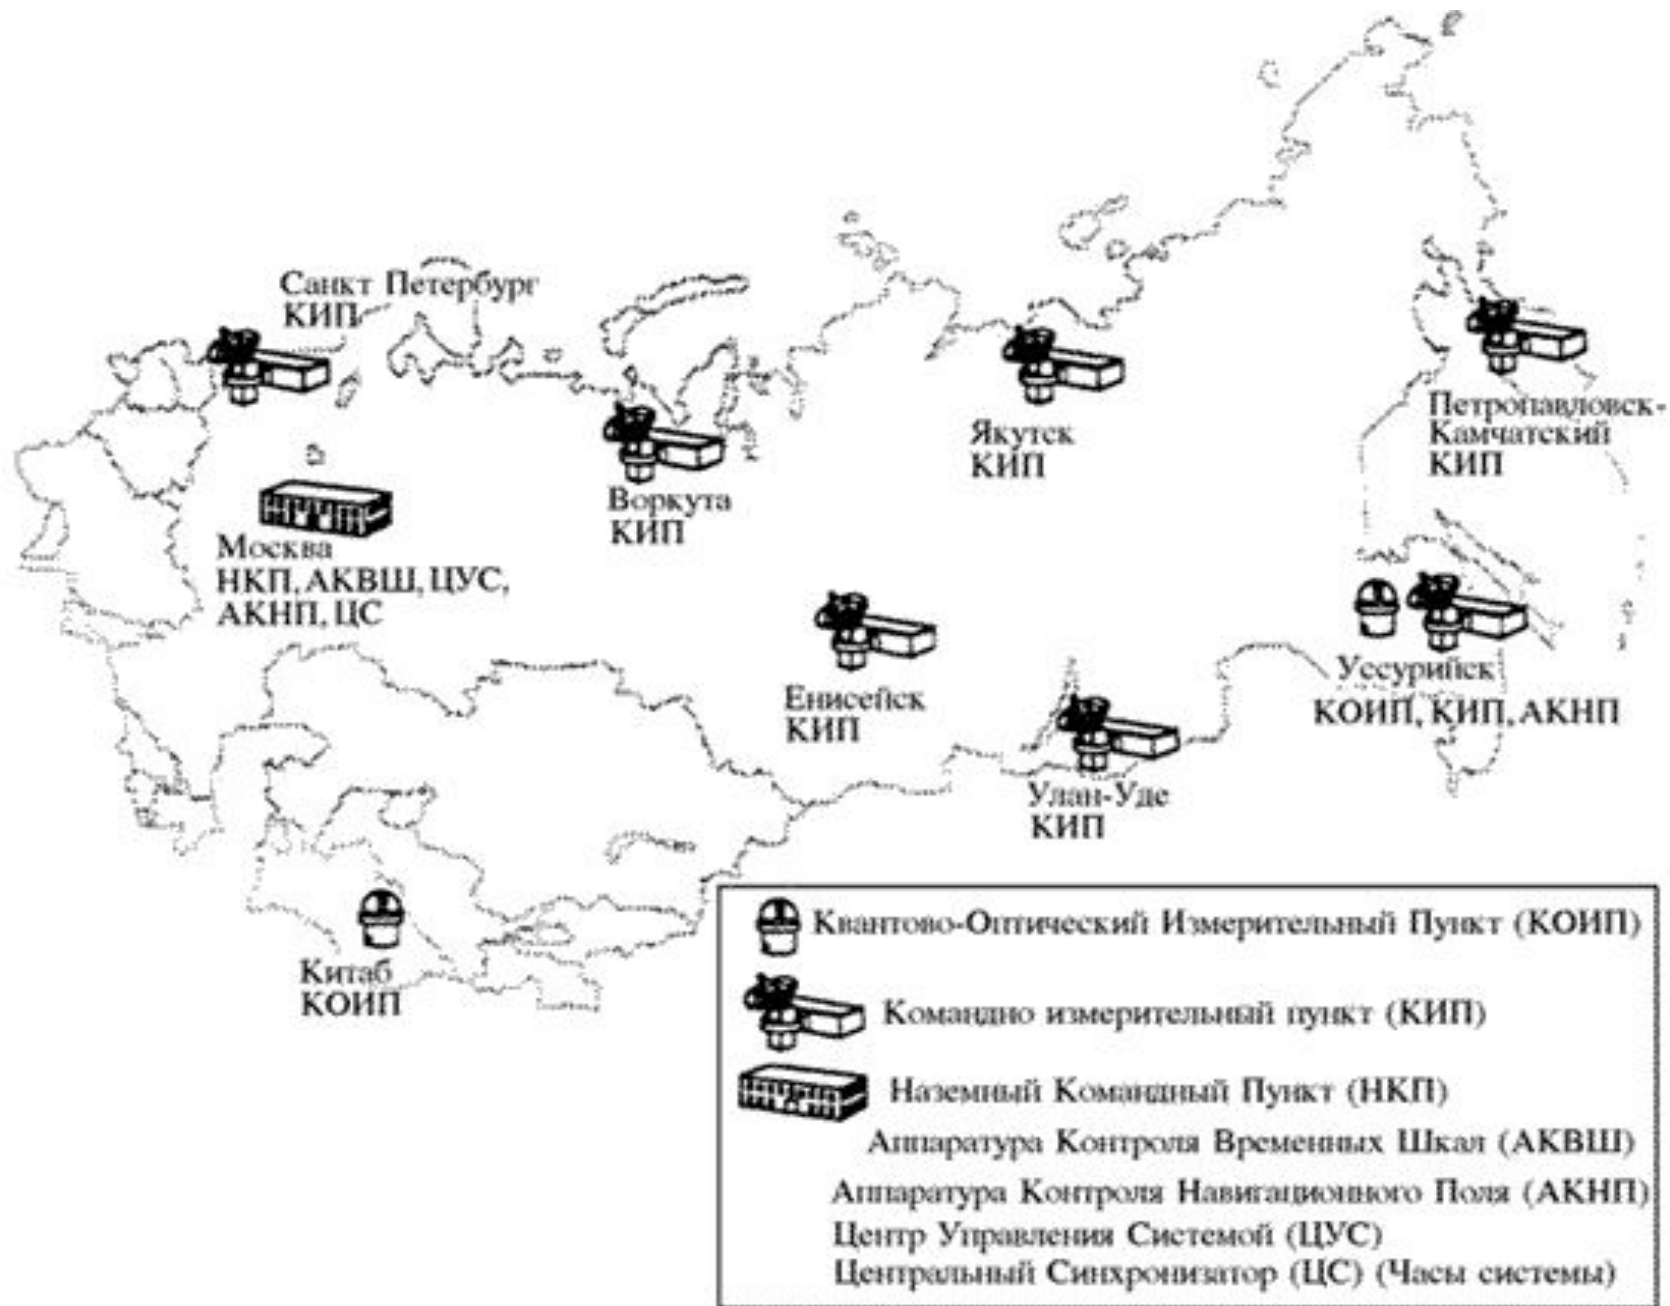 Санкт Петербург
КИП
Москва
НКП, АКВШ, ЦУС,
АКНП, ЦС
Воркута
КИП
Якутск
КИП
Петропавловск-
Камчатский
КИП
Енисейск
КИП
Улан-Уде
КИП
Уссурийск
КОИП, КИП, АКНП
Китаб
КОИП
Квантово-Оптический Измерительный Пункт (КОИП)
Командно измерительный пункт (КИП)
Наземный Командный Пункт (НКП)
Аппаратура Контроля Временных Шкал (АКВШ)
Аппаратура Контроля Навигационного Поля (АКНП)
Центр Управления Системой (ЦУС)
Центральный Синхронизатор (ЦС) (Часы системы)